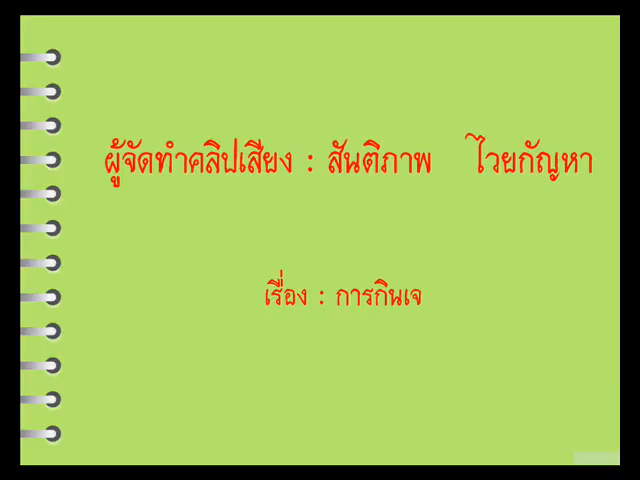 ผู้จัดทำคลิปเสียง : สันติภาพ ไวยกัญหา
เรื่อง : การกินเจ